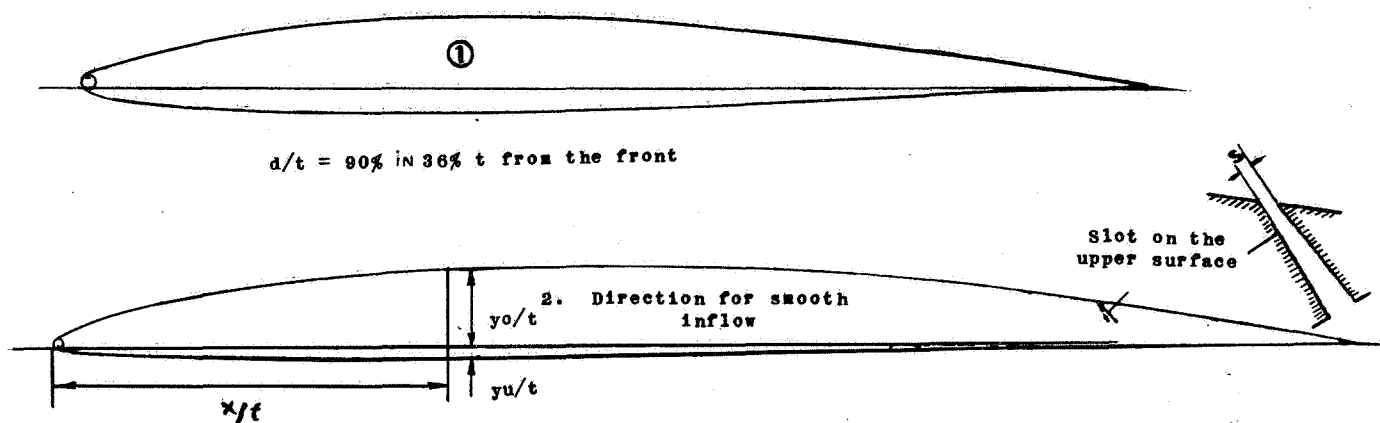 ①
d/t = 90% iN 36% t from the front
Slot on the
upper surface
2. Direction for smooth
inflow
yo/t
yu/t
x/t